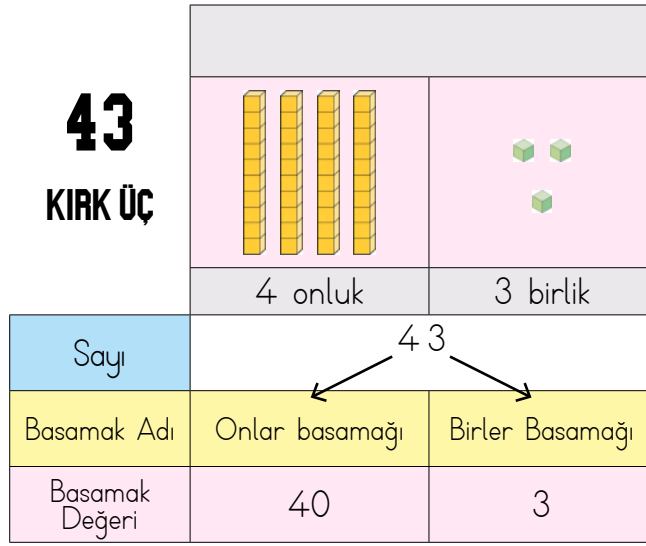 43
KIRK ÜÇ
4 onluk
3 birlik
Sayı
43
Basamak Adı
Onlar basamağı
Birler Basamağı
Basamak
Değeri
40
3